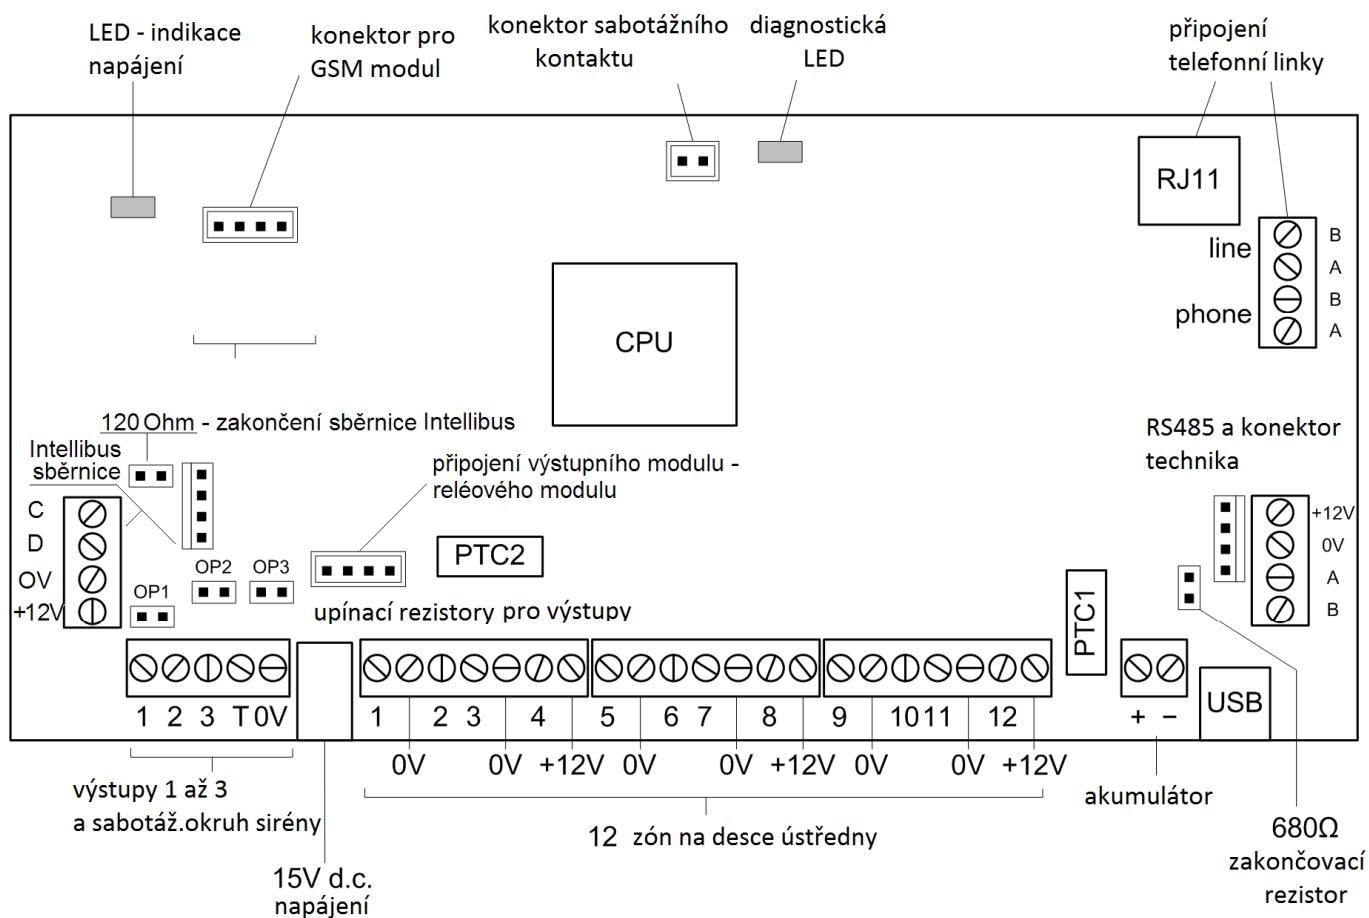 LED - indikace
napájení
konektor pro
GSM modul
konektor sabotážního
kontaktu
diagnostická
LED
připojení
telefonní linky
RJ11
line
phone
B
A
B
A
CPU
120 Ohm - zakončení sběrnice Intellibus
Intellibus
sběrnice
připojení výstupního modulu -
reléového modulu
RS485 a konektor
technika
C
D
OV
+12V
OP1
OP2
OP3
PTC2
upínací rezistory pro výstupy
PTC1
+12V
0V
A
B
1 2 3 T 0V
1 2 3 4 5 6 7 8 9 10 11 12
+ −
USB
0V 0V +12V 0V 0V +12V 0V 0V +12V
výstupy 1 až 3
a sabotáž.okruh sirény
15V d.c.
napájení
12 zón na desce ústředny
akumulátor
680Ω
zakončovací
rezistor